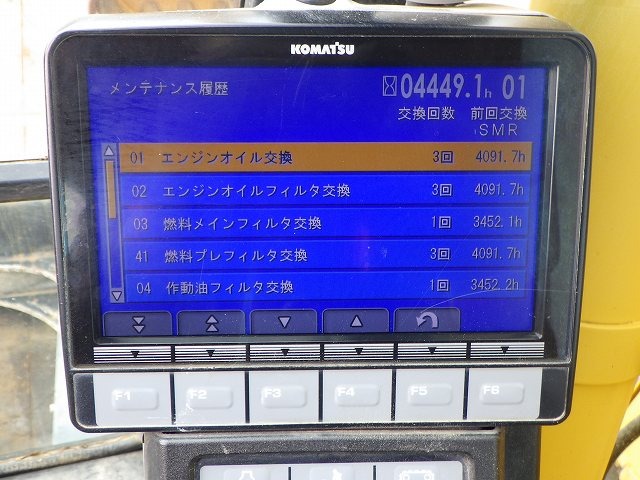 KOMATSU
メンテナンス履歴 04449.1h 01
交換回数 前回交換
SMR
01 エンジンオイル交換 3回 4091.7h
02 エンジンオイルフィルタ交換 3回 4091.7h
03 燃料メインフィルタ交換 1回 3452.1h
41 燃料プレフィルタ交換 3回 4091.7h
04 作動油フィルタ交換 1回 3452.2h
F1 F2 F3 F4 F5 F6